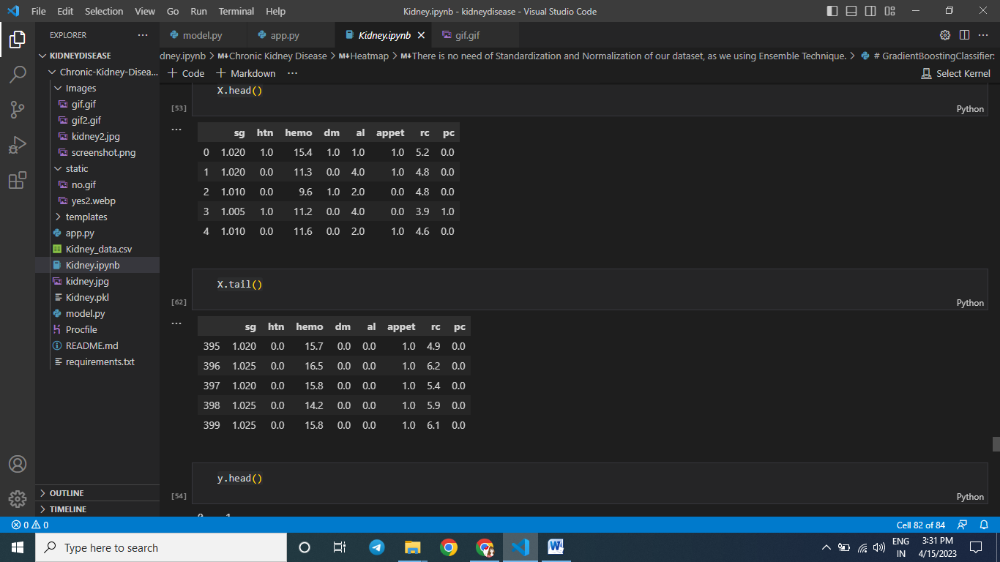 File Edit Selection View Go Run Terminal Help Kidney.ipynb - kidneydisease - Visual Studio Code
EXPLORER ···
model.py app.py Kidney.ipynb gif.gif
KIDNEYDISEASE
dney.ipynb > M↓Chronic Kidney Disease > M↓Heatmap > M↓There is no need of Standardization and Normalization of our dataset, as we using Ensemble Technique. > # GradientBoostingClassifier:
+ Code + Markdown ··· Select Kernel
Chronic-Kidney-Disea...
Images
gif.gif
gif2.gif
kidney2.jpg
screenshot.png
static
no.gif
yes2.webp
templates
app.py
Kidney_data.csv
Kidney.ipynb
kidney.jpg
Kidney.pkl
model.py
Procfile
README.md
requirements.txt
OUTLINE
TIMELINE
X.head()
[53] Python
···
sg htn hemo dm al appet rc pc
0 1.020 1.0 15.4 1.0 1.0 1.0 5.2 0.0
1 1.020 0.0 11.3 0.0 4.0 1.0 4.8 0.0
2 1.010 0.0 9.6 1.0 2.0 0.0 4.8 0.0
3 1.005 1.0 11.2 0.0 4.0 0.0 3.9 1.0
4 1.010 0.0 11.6 0.0 2.0 1.0 4.6 0.0
X.tail()
[62] Python
···
sg htn hemo dm al appet rc pc
395 1.020 0.0 15.7 0.0 0.0 1.0 4.9 0.0
396 1.025 0.0 16.5 0.0 0.0 1.0 6.2 0.0
397 1.020 0.0 15.8 0.0 0.0 1.0 5.4 0.0
398 1.025 0.0 14.2 0.0 0.0 1.0 5.9 0.0
399 1.025 0.0 15.8 0.0 0.0 1.0 6.1 0.0
y.head()
[54] Python
0 1
0 0 Cell 82 of 84
Type here to search
ENG 3:31 PM
IN 4/15/2023